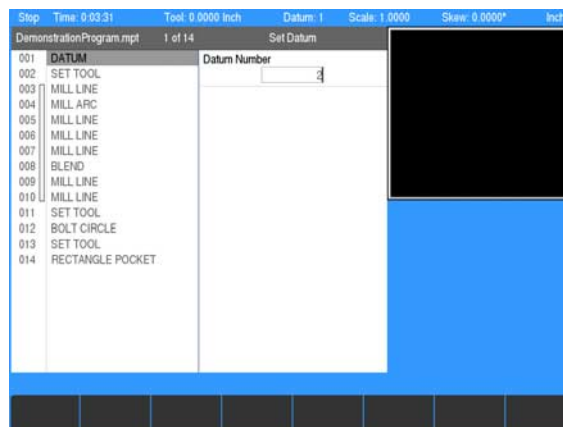 Stop Time: 0:03:31 Tool: 0.0000 Inch Datum: 1 Scale: 1.0000 Skew: 0.0000° Inch
DemonstrationProgram.mpt 1 of 14 Set Datum
001 DATUM
Datum Number
2
002 SET TOOL
003 MILL LINE
004 MILL ARC
005 MILL LINE
006 MILL LINE
007 MILL LINE
008 BLEND
009 MILL LINE
010 MILL LINE
011 SET TOOL
012 BOLT CIRCLE
013 SET TOOL
014 RECTANGLE POCKET